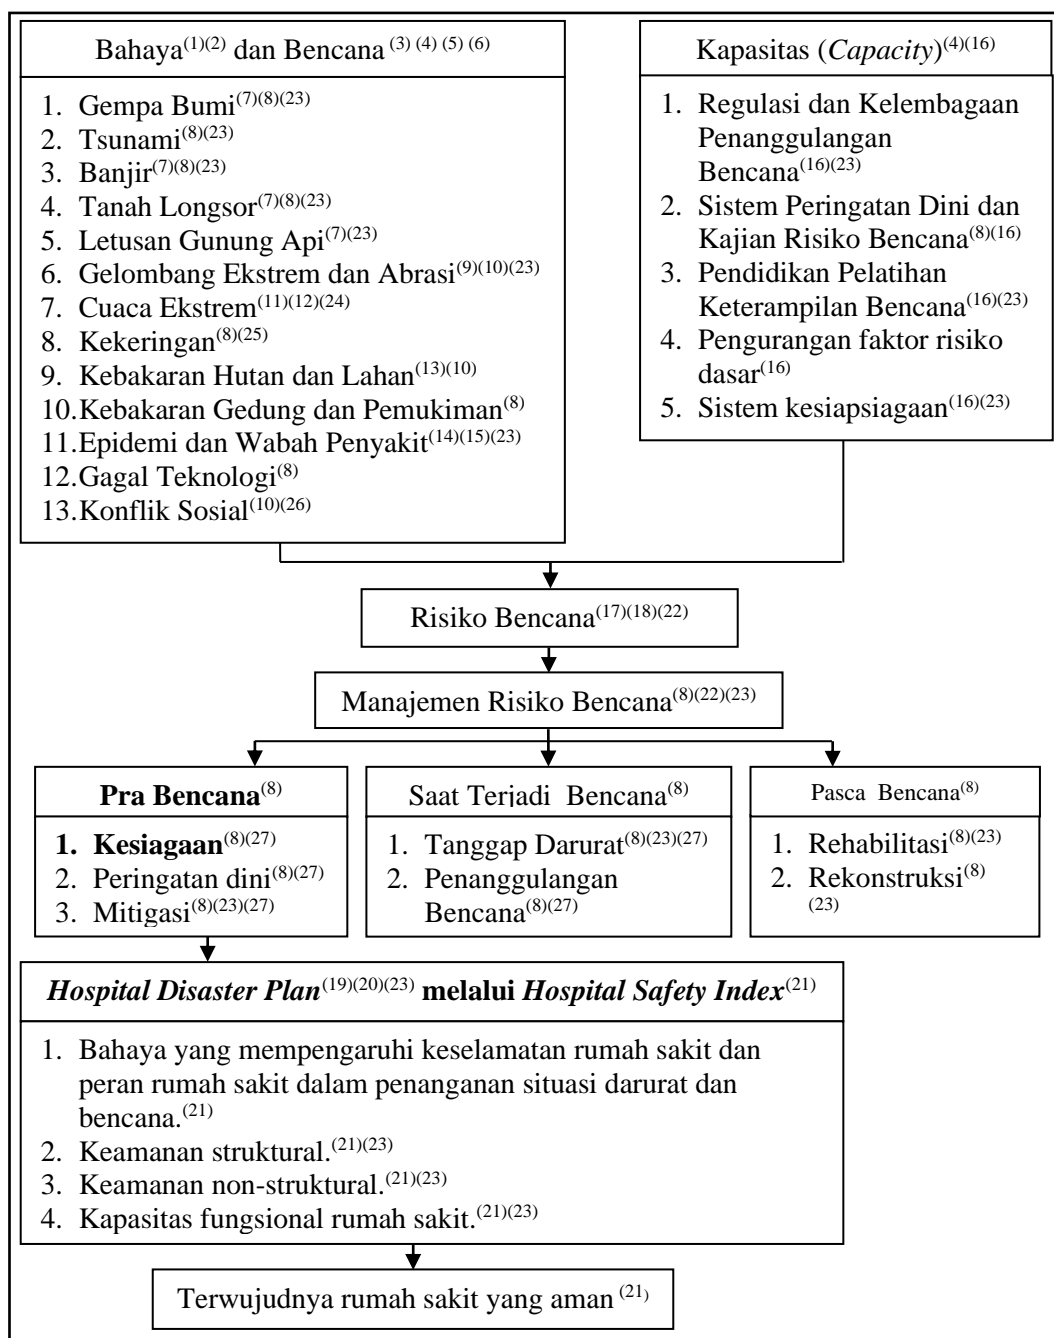 Bahaya(1)(2) dan Bencana (3) (4) (5) (6)
1. Gempa Bumi(7)(8)(23)
2. Tsunami(8)(23)
3. Banjir(7)(8)(23)
4. Tanah Longsor(7)(8)(23)
5. Letusan Gunung Api(7)(23)
6. Gelombang Ekstrem dan Abrasi(9)(10)(23)
7. Cuaca Ekstrem(11)(12)(24)
8. Kekeringan(8)(25)
9. Kebakaran Hutan dan Lahan(13)(10)
10.Kebakaran Gedung dan Pemukiman(8)
11.Epidemi dan Wabah Penyakit(14)(15)(23)
12.Gagal Teknologi(8)
13.Konflik Sosial(10)(26)
Kapasitas (Capacity)(4)(16)
1. Regulasi dan Kelembagaan
Penanggulangan
Bencana(16)(23)
2. Sistem Peringatan Dini dan
Kajian Risiko Bencana(8)(16)
3. Pendidikan Pelatihan
Keterampilan Bencana(16)(23)
4. Pengurangan faktor risiko
dasar(16)
5. Sistem kesiapsiagaan(16)(23)
Risiko Bencana(17)(18)(22)
Manajemen Risiko Bencana(8)(22)(23)
Pra Bencana(8)
1. Kesiagaan(8)(27)
2. Peringatan dini(8)(27)
3. Mitigasi(8)(23)(27)
Saat Terjadi Bencana(8)
1. Tanggap Darurat(8)(23)(27)
2. Penanggulangan
Bencana(8)(27)
Pasca Bencana(8)
1. Rehabilitasi(8)(23)
2. Rekonstruksi(8)
(23)
Hospital Disaster Plan(19)(20)(23) melalui Hospital Safety Index(21)
1. Bahaya yang mempengaruhi keselamatan rumah sakit dan
peran rumah sakit dalam penanganan situasi darurat dan
bencana.(21)
2. Keamanan struktural.(21)(23)
3. Keamanan non-struktural.(21)(23)
4. Kapasitas fungsional rumah sakit.(21)(23)
Terwujudnya rumah sakit yang aman (21)